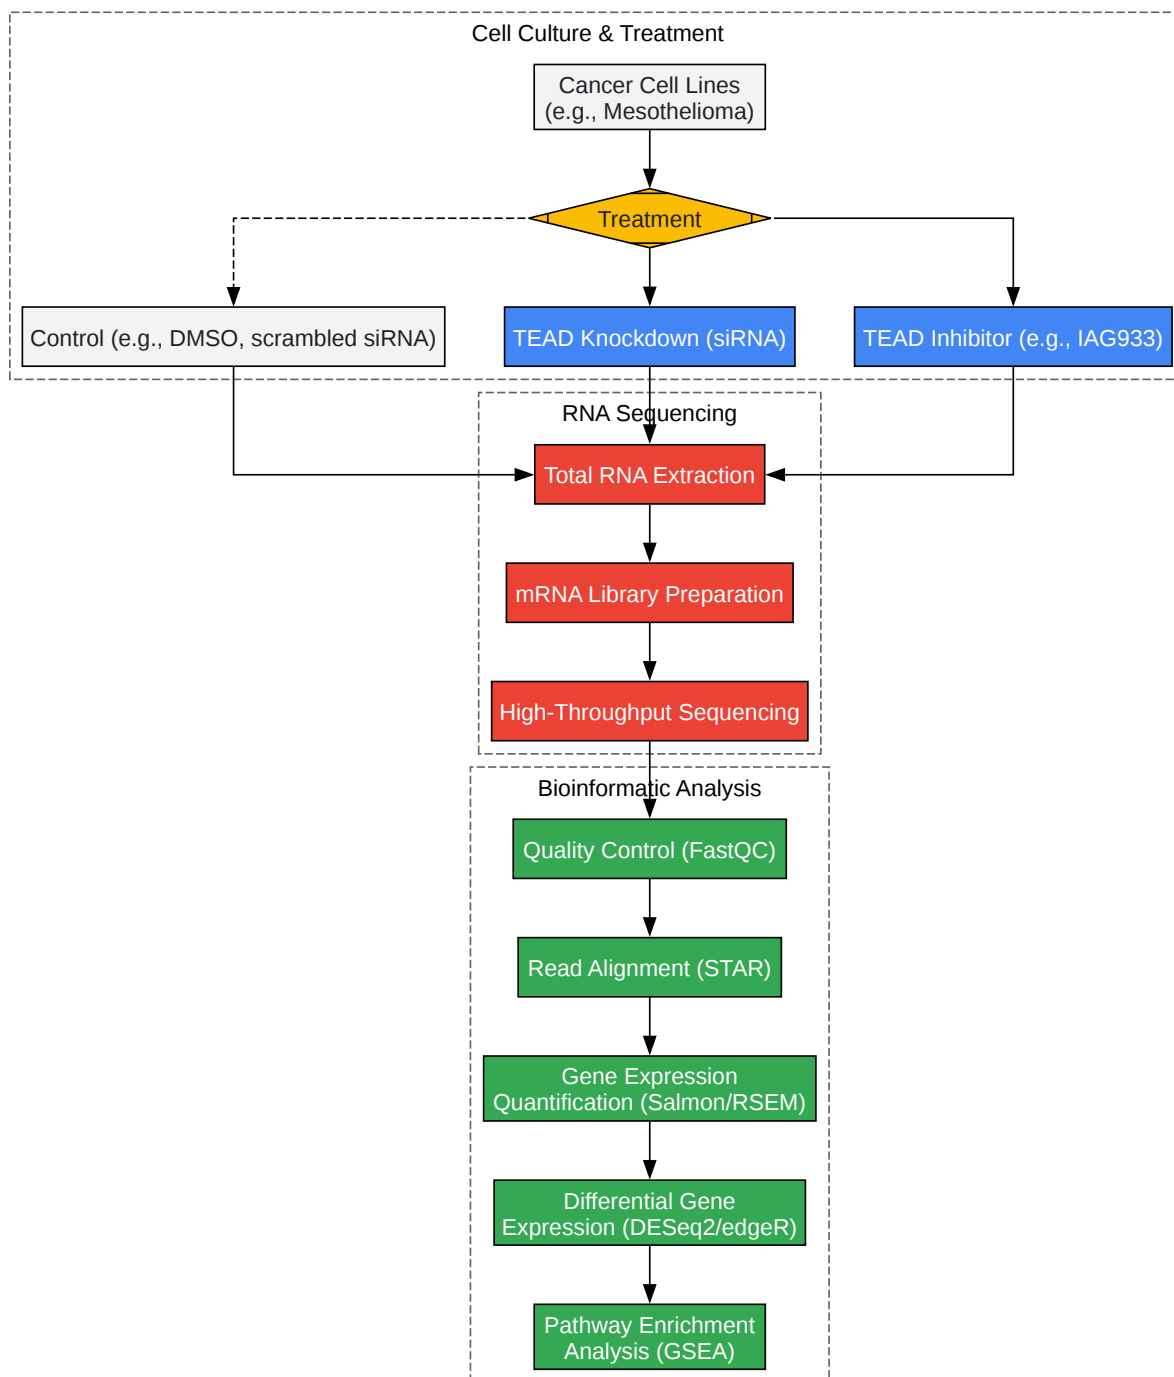 Cell Culture & Treatment
Cancer Cell Lines
(e.g., Mesothelioma)
Treatment
Control (e.g., DMSO, scrambled siRNA)
TEAD Knockdown (siRNA)
TEAD Inhibitor (e.g., IAG933)
RNA Sequencing
Total RNA Extraction
mRNA Library Preparation
High-Throughput Sequencing
Bioinformatic Analysis
Quality Control (FastQC)
Read Alignment (STAR)
Gene Expression
Quantification (Salmon/RSEM)
Differential Gene
Expression (DESeq2/edgeR)
Pathway Enrichment
Analysis (GSEA)